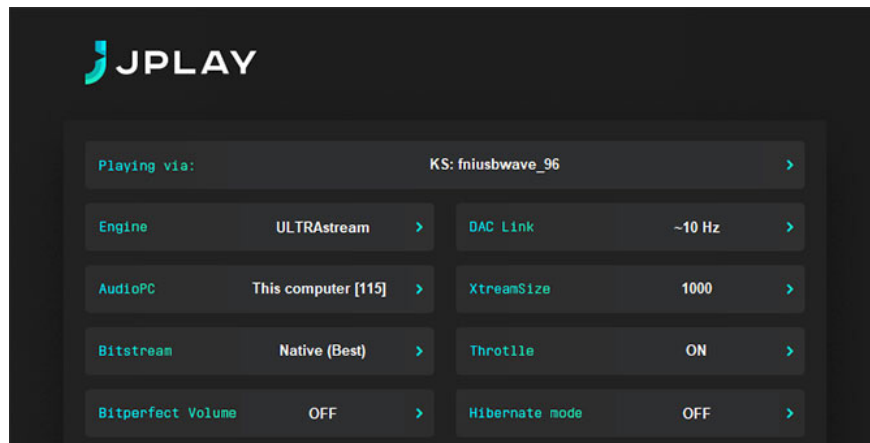 JPLAY
Playing via: KS: fniusbwave_96
Engine ULTRAstream DAC Link ~10 Hz
AudioPC This computer [115] XtreamSize 1000
Bitstream Native (Best) Throtlle ON
Bitperfect Volume OFF Hibernate mode OFF